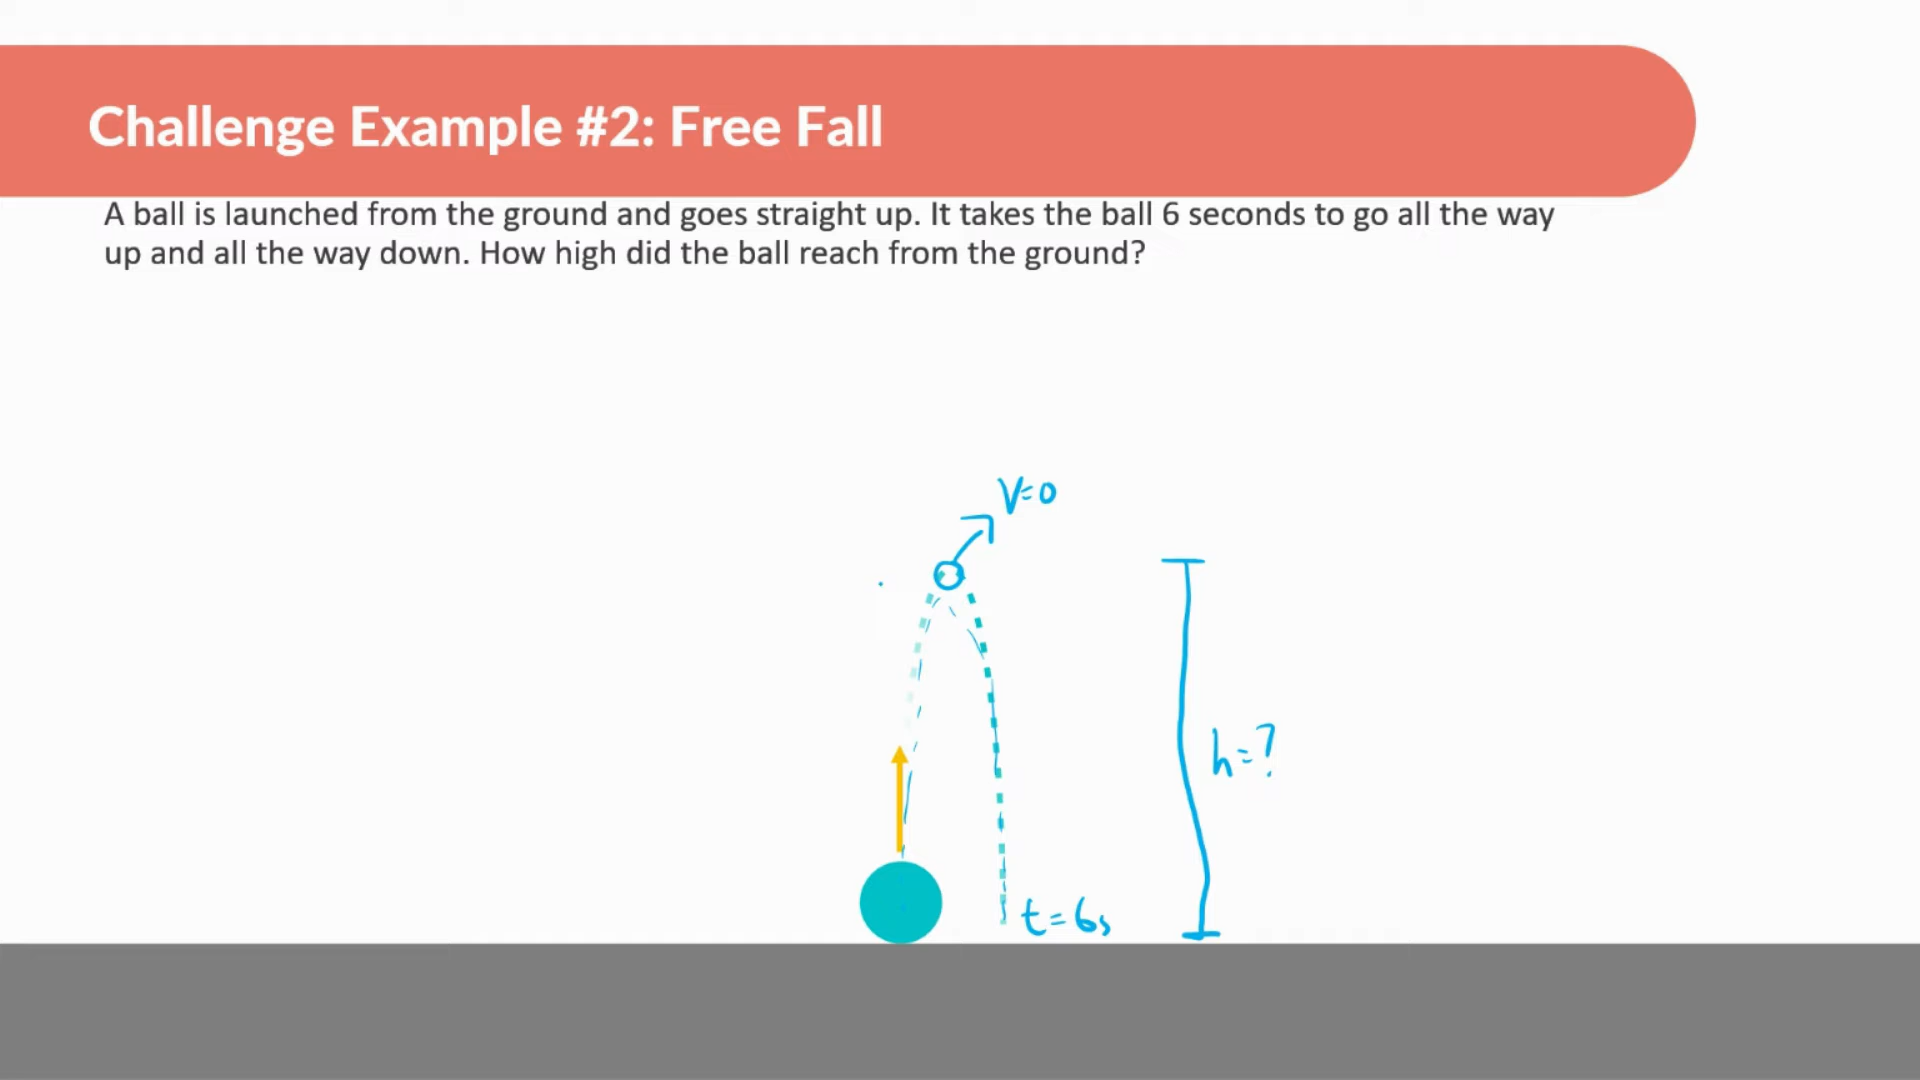 Challenge Example #2: Free Fall
A ball is launched from the ground and goes straight up. It takes the ball 6 seconds to go all the way
up and all the way down. How high did the ball reach from the ground?
V=0
h=?
t=6s